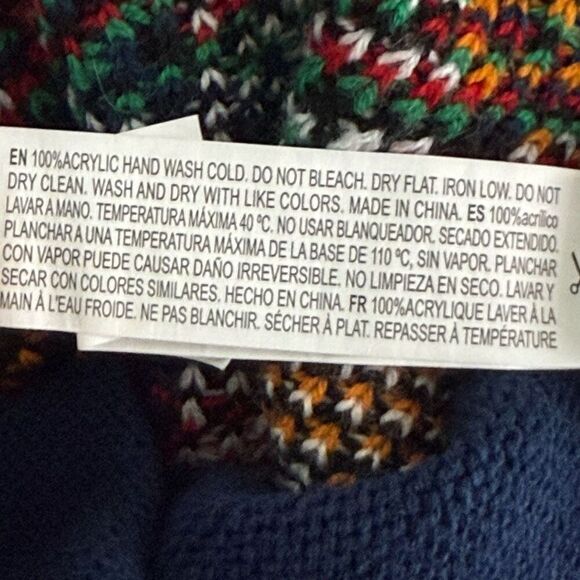 EN 100%ACRYLIC HAND WASH COLD. DO NOT BLEACH. DRY FLAT. IRON LOW. DO NOT
DRY CLEAN. WASH AND DRY WITH LIKE COLORS. MADE IN CHINA. ES 100%acrílico
LAVAR A MANO. TEMPERATURA MÁXIMA 40 ºC. NO USAR BLANQUEADOR. SECADO EXTENDIDO.
PLANCHAR A UNA TEMPERATURA MÁXIMA DE LA BASE DE 110 ºC, SIN VAPOR. PLANCHAR
CON VAPOR PUEDE CAUSAR DAÑO IRREVERSIBLE. NO LIMPIEZA EN SECO. LAVAR Y
SECAR CON COLORES SIMILARES. HECHO EN CHINA. FR 100%ACRYLIQUE LAVER À LA
MAIN À L'EAU FROIDE. NE PAS BLANCHIR. SÉCHER À PLAT. REPASSER À TEMPÉRATURE